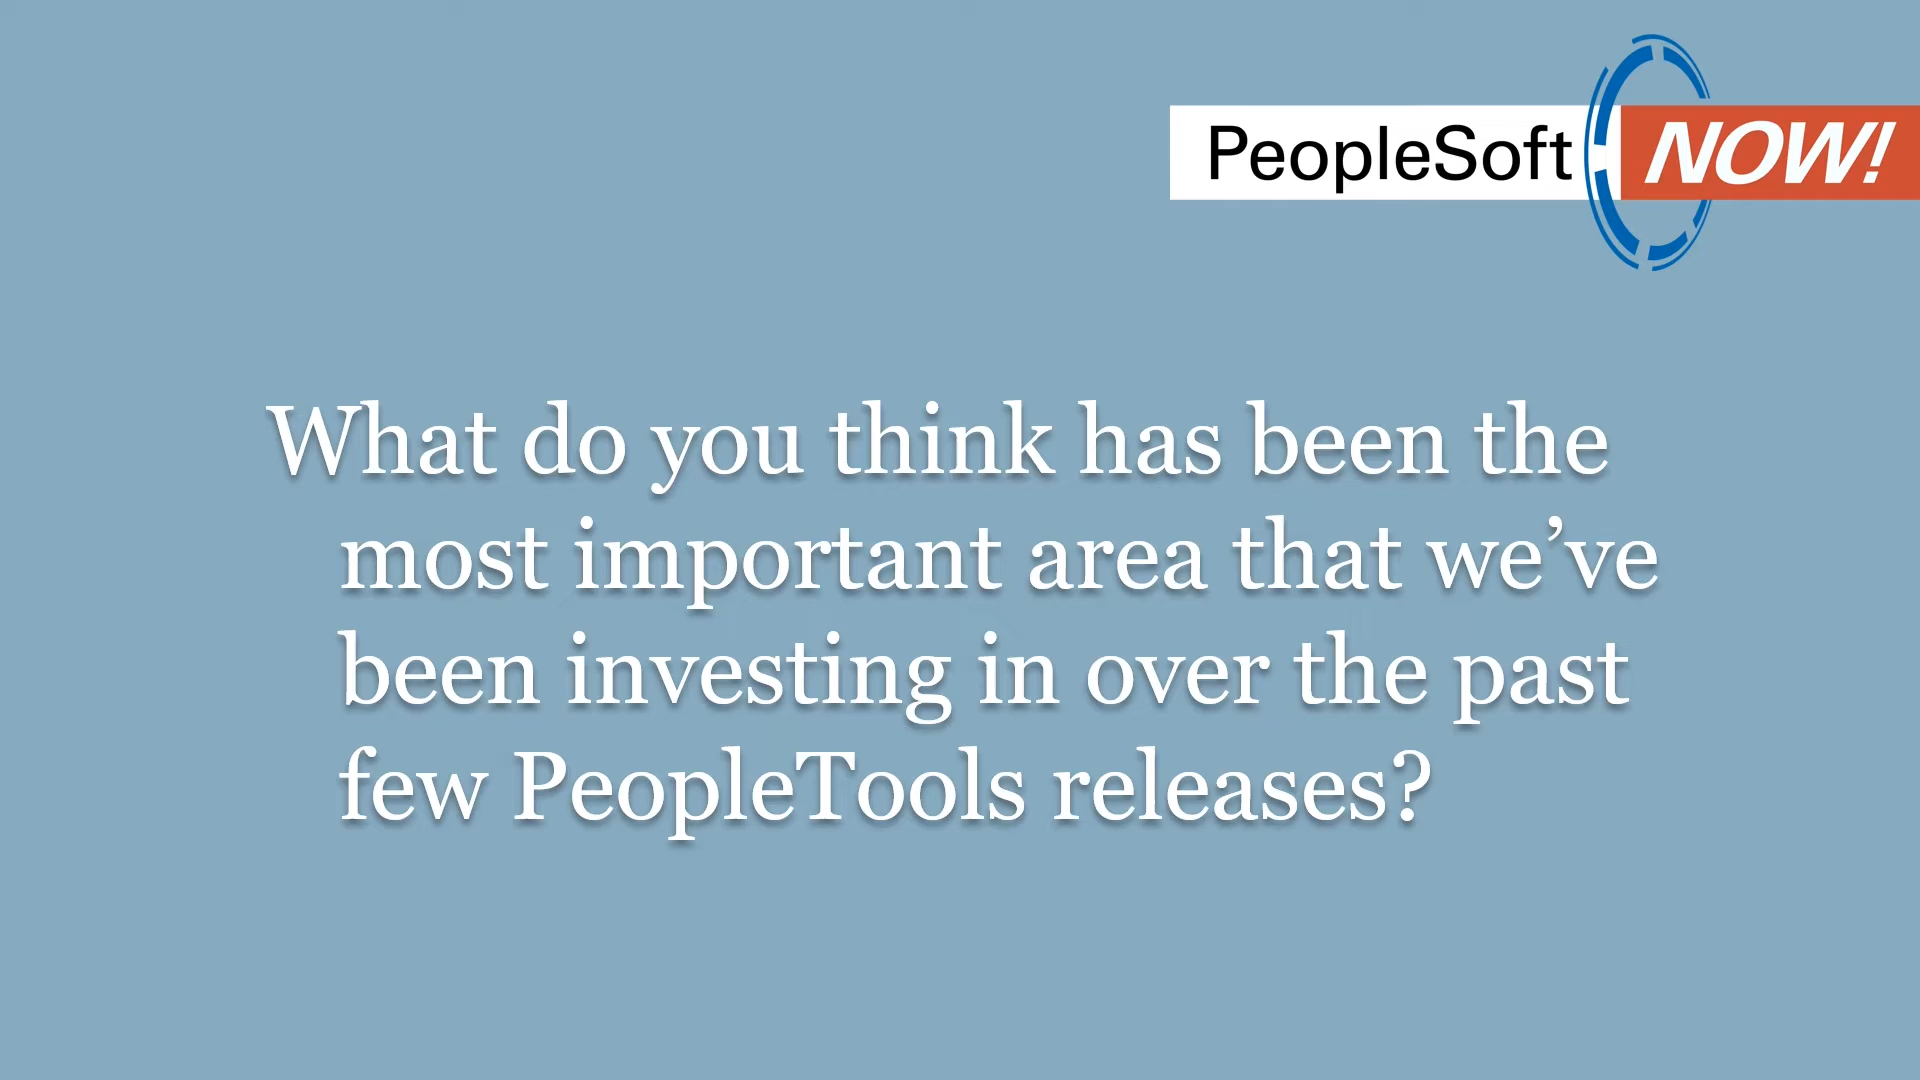 PeopleSoft NOW!
What do you think has been the
most important area that we’ve
been investing in over the past
few PeopleTools releases?